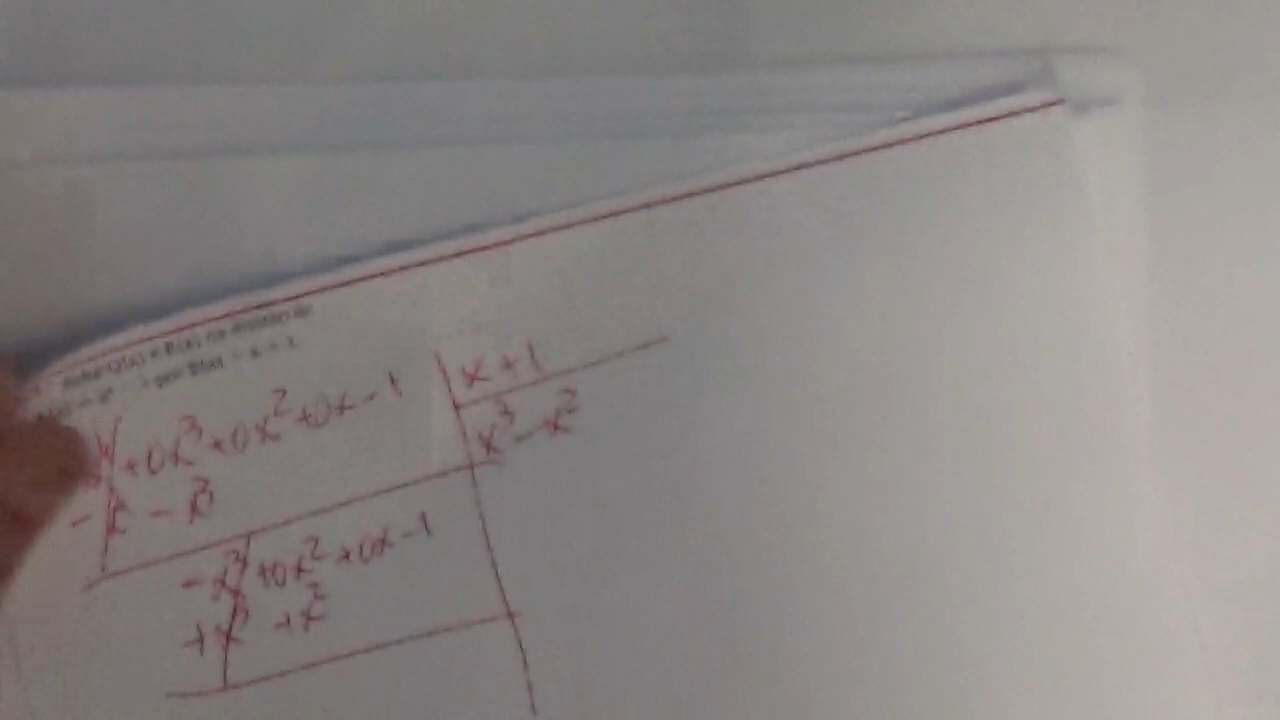 x⁴ + 0x³ + 0x² + 0x - 1 | x + 1
- x⁴ - x³ x³ - x²
- x³ + 0x² + 0x - 1
+ x³ + x²